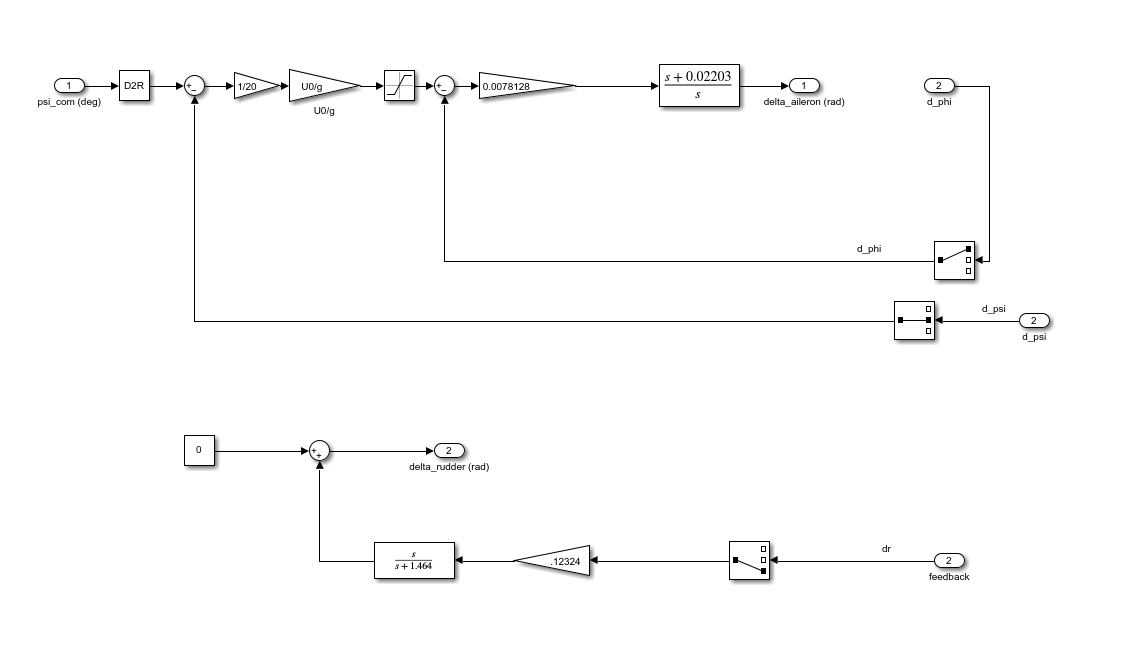 1
psi_com (deg)
D2R
+
−
1/20
U0/g
U0/g
+
−
0.0078128
s + 0.02203
s
1
delta_aileron (rad)
2
d_phi
d_phi
d_psi
2
d_psi
0
+
+
2
delta_rudder (rad)
s
s + 1.464
.12324
dr
2
feedback